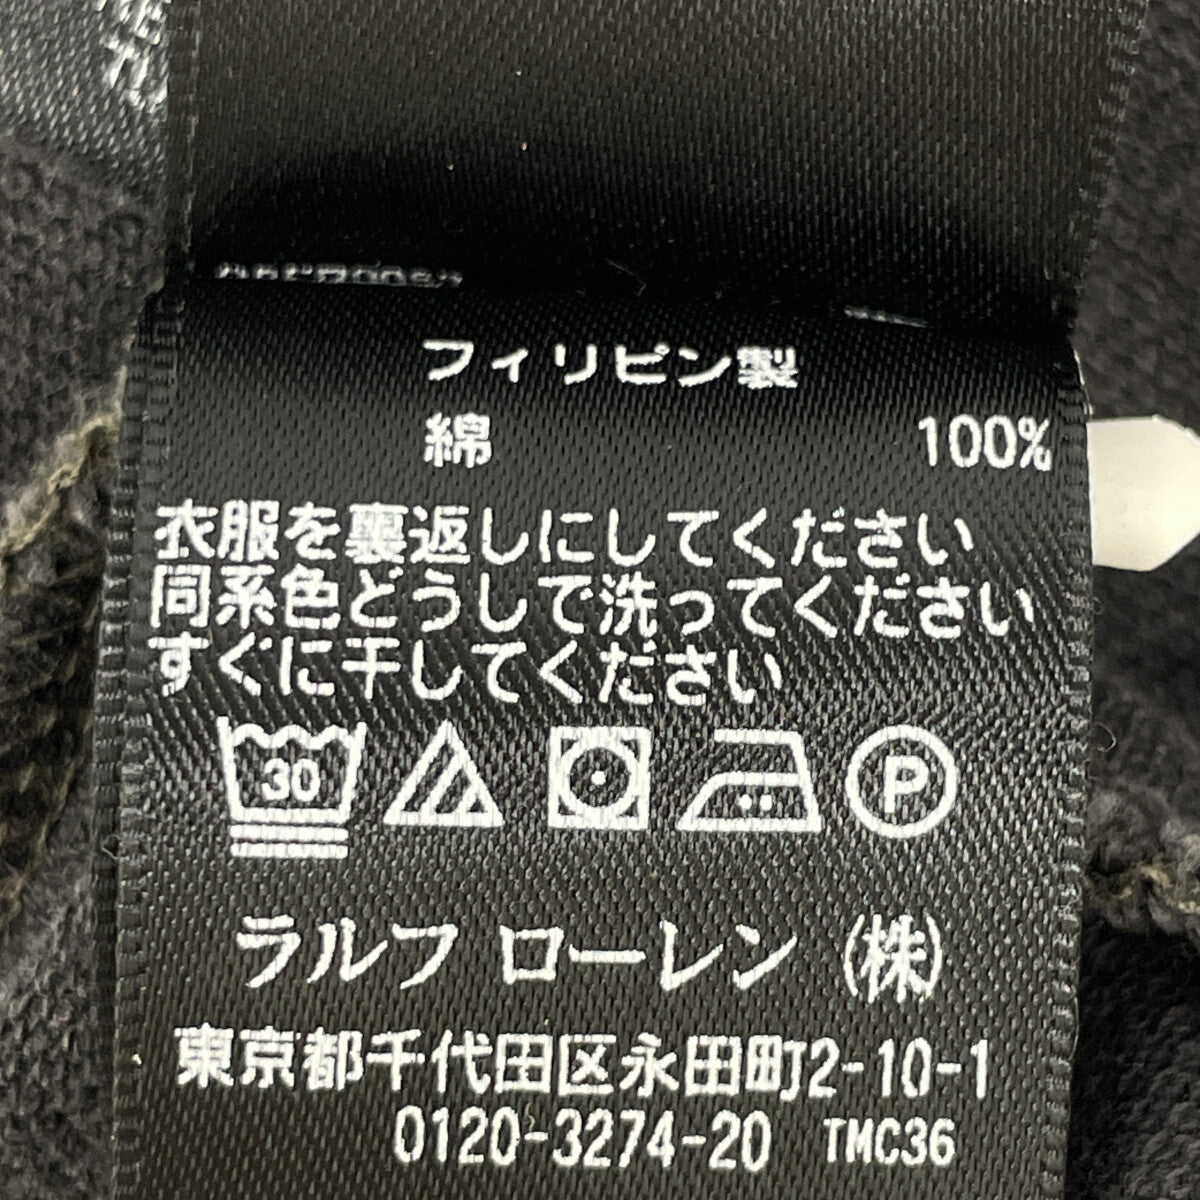 フィリピン製
綿 100%
衣服を裏返しにしてください
同系色どうしで洗ってください
すぐに干してください
30 P
ラルフ ローレン (株)
東京都千代田区永田町2-10-1
0120-3274-20 TMC36